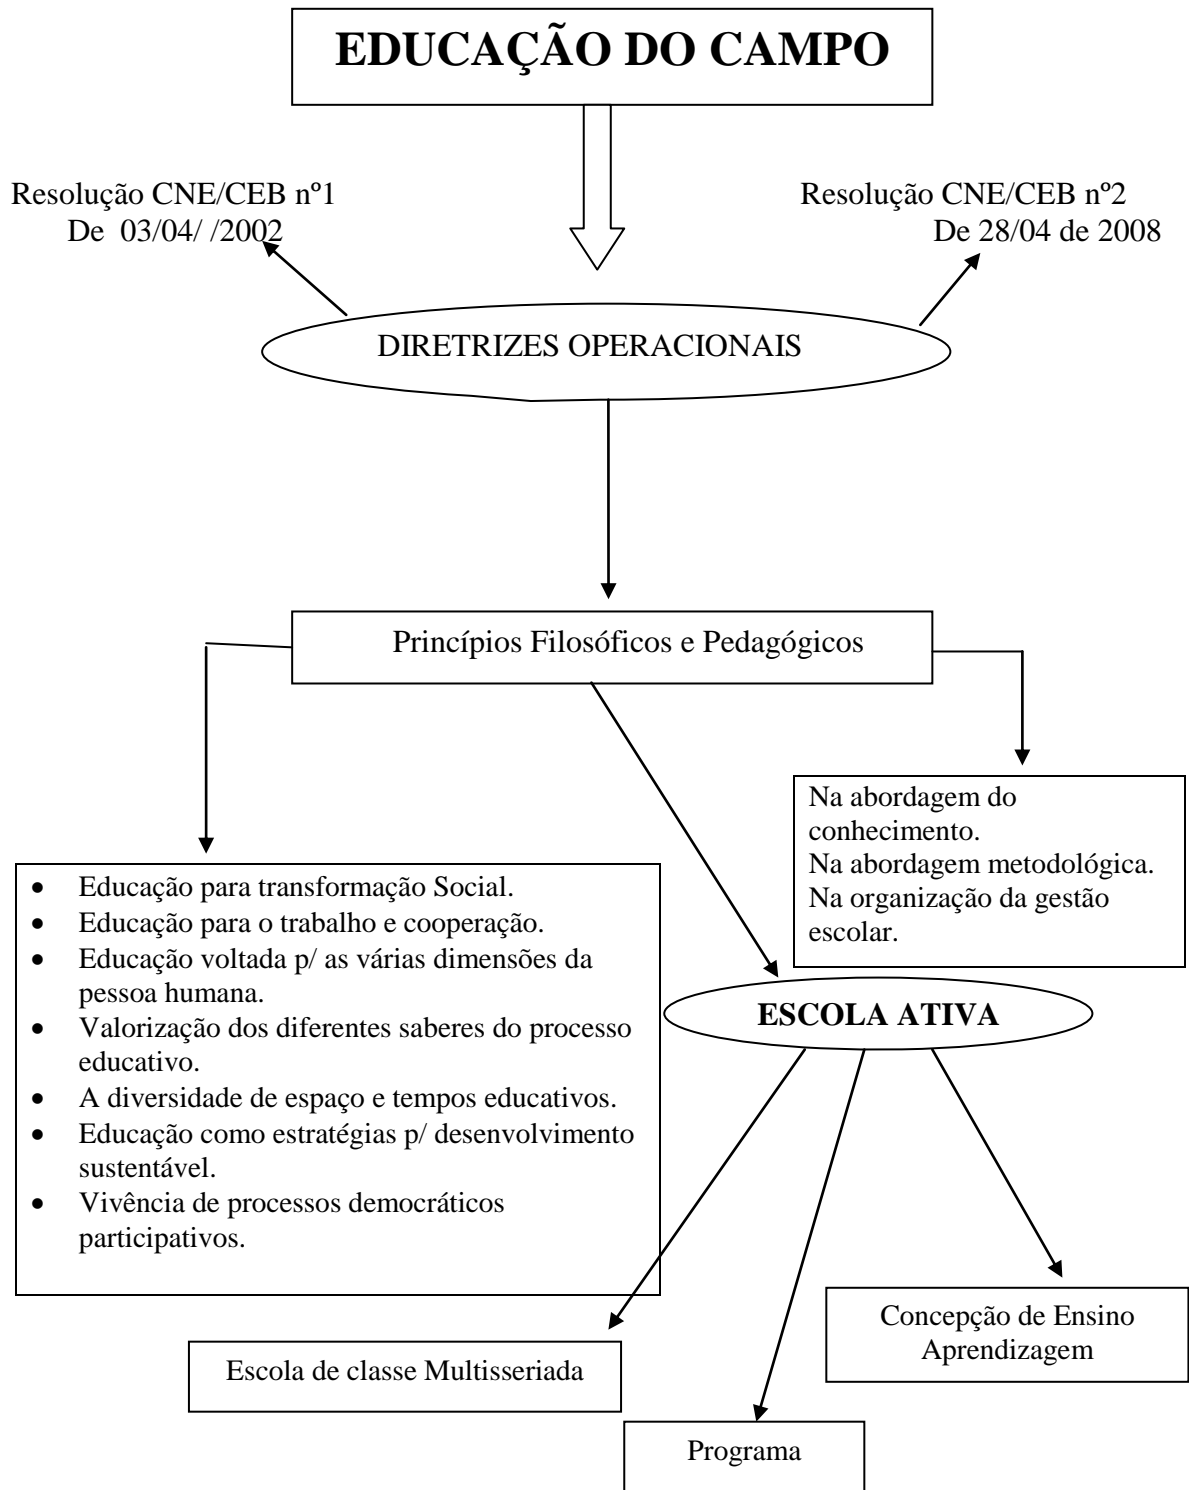 EDUCAÇÃO DO CAMPO
Resolução CNE/CEB nº1
De 03/04/ /2002
Resolução CNE/CEB nº2
De 28/04 de 2008
DIRETRIZES OPERACIONAIS
Princípios Filosóficos e Pedagógicos
Na abordagem do
conhecimento.
Na abordagem metodológica.
Na organização da gestão
escolar.
• Educação para transformação Social.
• Educação para o trabalho e cooperação.
• Educação voltada p/ as várias dimensões da
pessoa humana.
• Valorização dos diferentes saberes do processo
educativo.
• A diversidade de espaço e tempos educativos.
• Educação como estratégias p/ desenvolvimento
sustentável.
• Vivência de processos democráticos
participativos.
ESCOLA ATIVA
Escola de classe Multisseriada
Programa
Concepção de Ensino
Aprendizagem